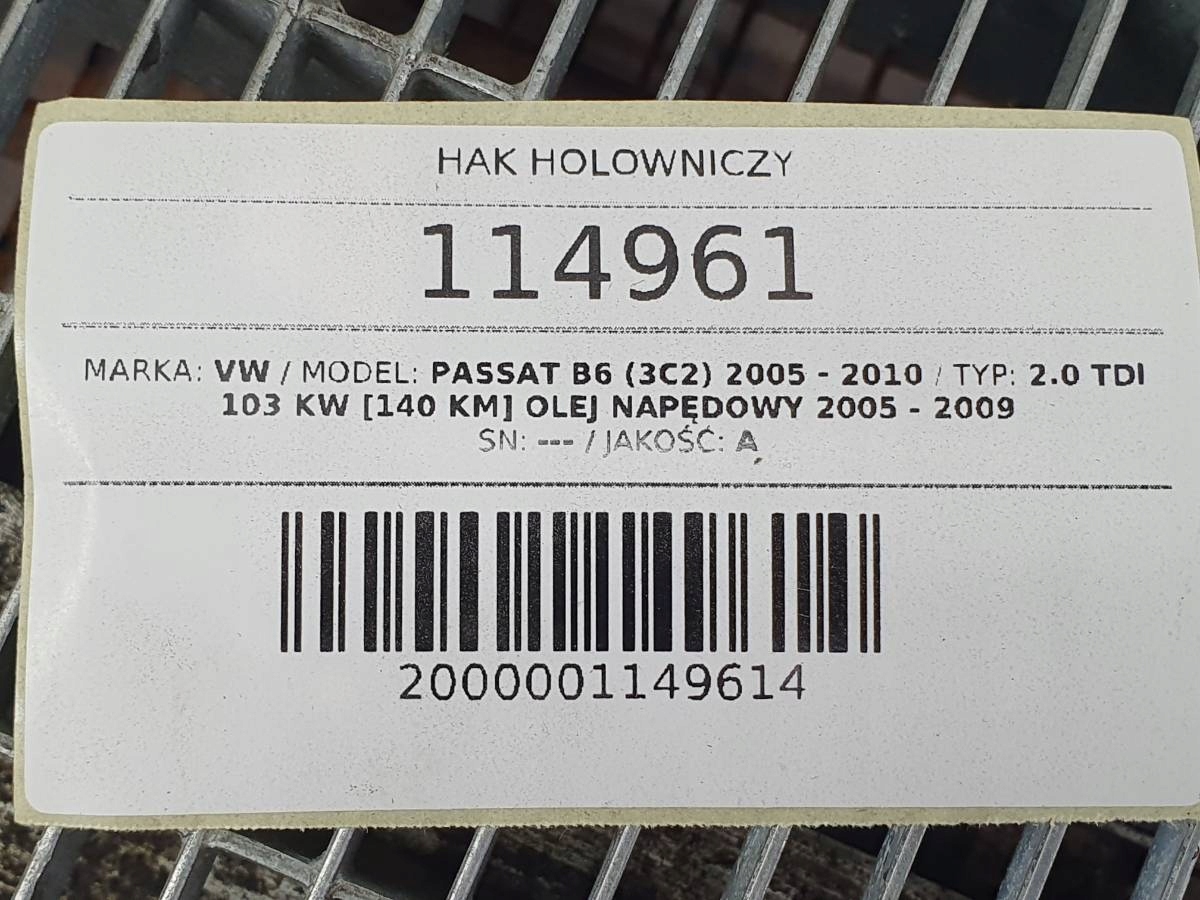 HAK HOLOWNICZY
114961
MARKA: VW / MODEL: PASSAT B6 (3C2) 2005 - 2010 / TYP: 2.0 TDI
103 KW [140 KM] OLEJ NAPĘDOWY 2005 - 2009
SN: --- / JAKOŚĆ: A
2000001149614